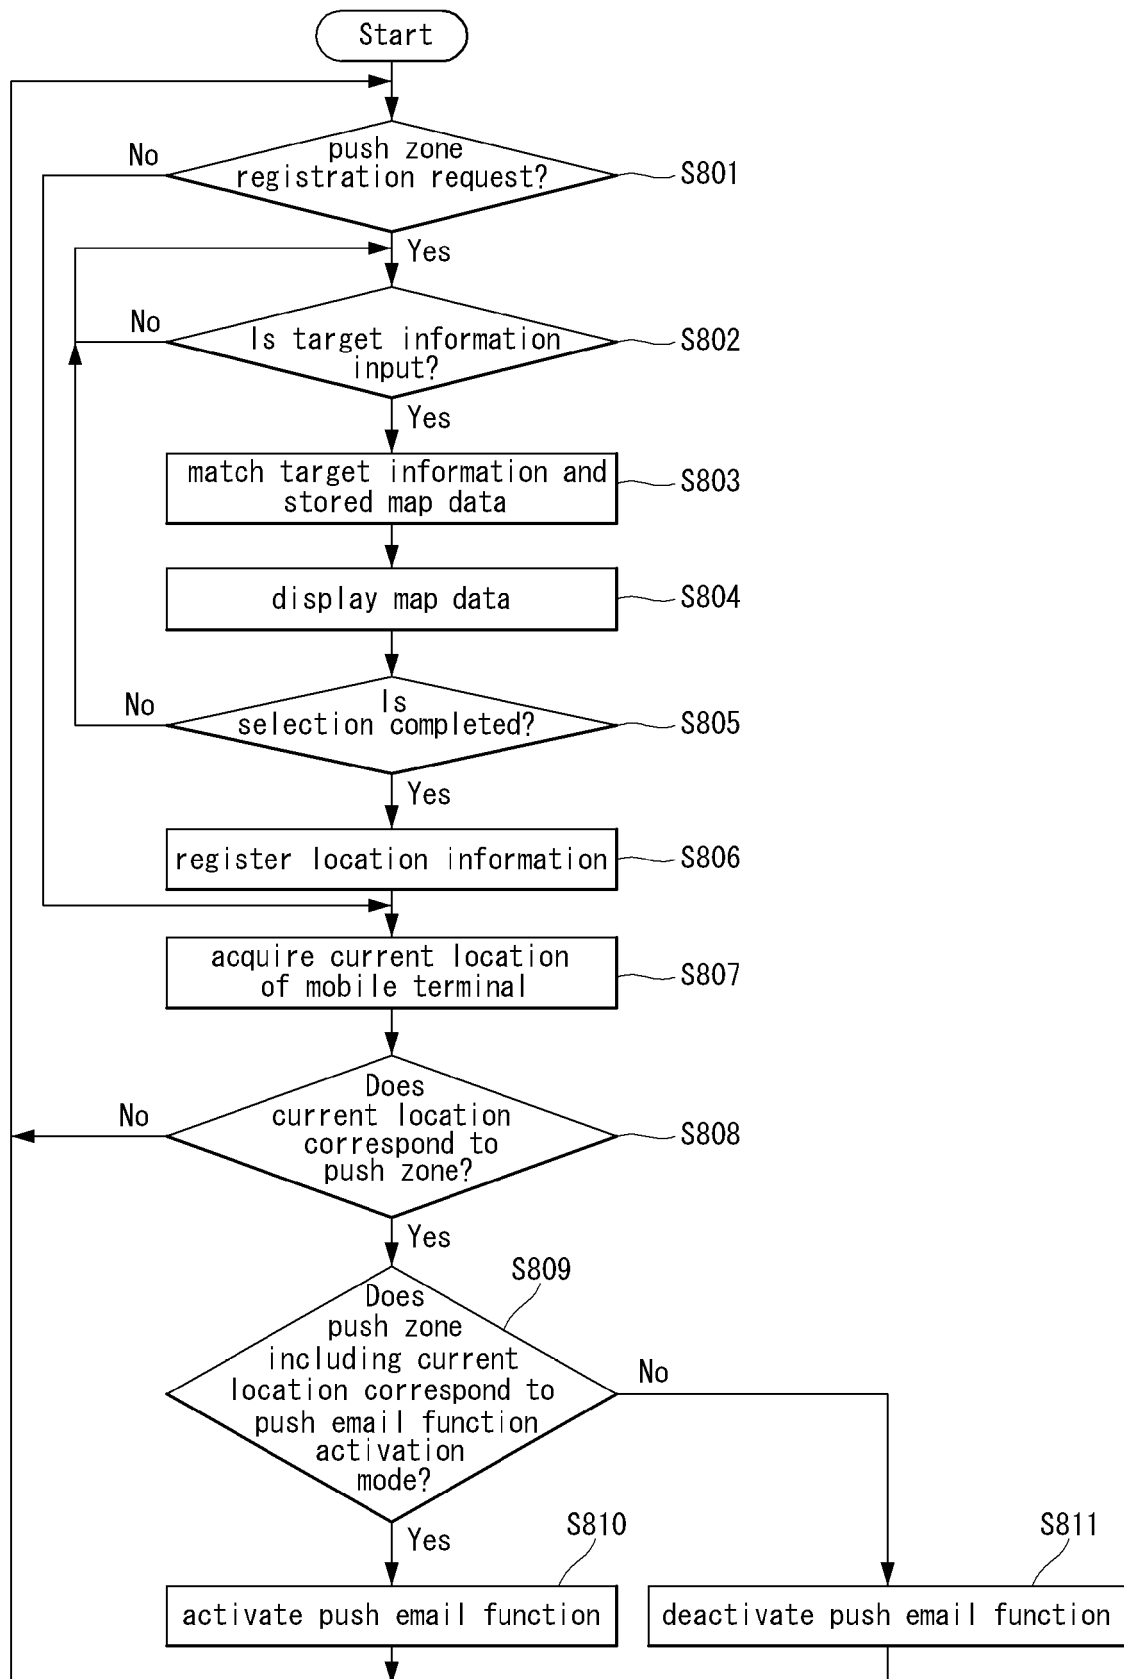 Start
push zone
registration request?
No
S801
Yes
Is target information
input?
No
S802
Yes
match target information and
stored map data
S803
display map data
S804
Is
selection completed?
No
S805
Yes
register location information
S806
acquire current location
of mobile terminal
S807
Does
current location
correspond to
push zone?
No
S808
Yes
S809
Does
push zone
including current
location correspond to
push email function
activation
mode?
No
Yes
S810
S811
activate push email function
deactivate push email function